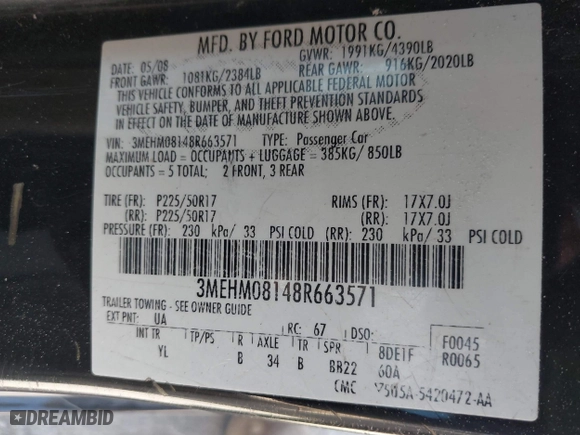 MFD. BY FORD MOTOR CO.
DATE: 05/08 GVWR: 1991KG/4390LB
FRONT GAWR: 1081KG/2384LB REAR GAWR: 916KG/2020LB
THIS VEHICLE CONFORMS TO ALL APPLICABLE FEDERAL MOTOR
VEHICLE SAFETY, BUMPER, AND THEFT PREVENTION STANDARDS
IN EFFECT ON THE DATE OF MANUFACTURE SHOWN ABOVE.
VIN: 3MEHM08148R663571 TYPE: Passenger Car
MAXIMUM LOAD = OCCUPANTS + LUGGAGE = 385KG/850LB
OCCUPANTS = 5 TOTAL; 2 FRONT, 3 REAR
TIRE (FR): P225/50R17 RIMS (FR): 17X7.0J
(RR): P225/50R17 (RR): 17X7.0J
PRESSURE (FR): 230 kPa/ 33 PSI COLD (RR): 230 kPa/ 33 PSI COLD
3MEHM08148R663571
TRAILER TOWING - SEE OWNER GUIDE
EXT PNT: UA RC: 67 DSO: F0045
INT TR TP/PS R AXLE TR SPR 8DE1F R0065
YL B 34 B BB22 60A
CMC 7S65A-5420472-AA
DREAMBID